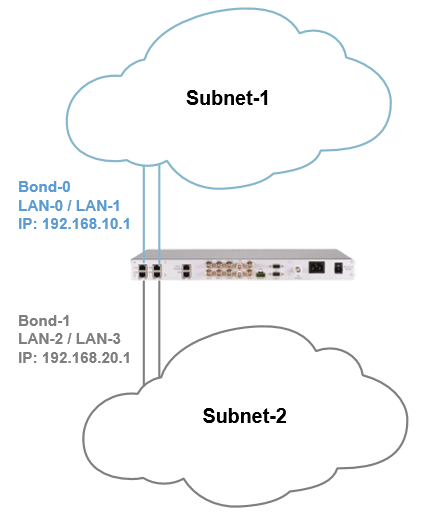 Subnet-1
Bond-0
LAN-0 / LAN-1
IP: 192.168.10.1
Bond-1
LAN-2 / LAN-3
IP: 192.168.20.1
Subnet-2